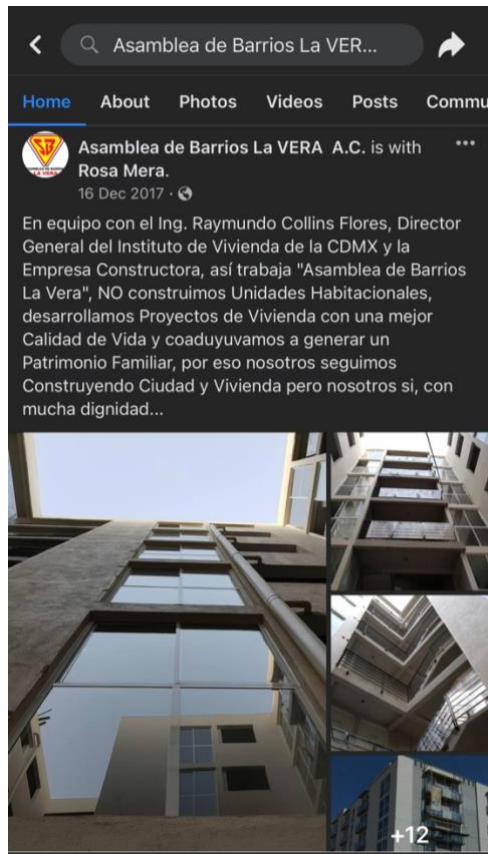 Asamblea de Barrios La VER...
Home About Photos Videos Posts Commu
Asamblea de Barrios La VERA A.C. is with
Rosa Mera.
16 Dec 2017
En equipo con el Ing. Raymundo Collins Flores, Director
General del Instituto de Vivienda de la CDMX y la
Empresa Constructora, así trabaja "Asamblea de Barrios
La Vera", NO construimos Unidades Habitacionales,
desarrollamos Proyectos de Vivienda con una mejor
Calidad de Vida y coaduyuvamos a generar un
Patrimonio Familiar, por eso nosotros seguimos
Construyendo Ciudad y Vivienda pero nosotros si, con
mucha dignidad...
+12